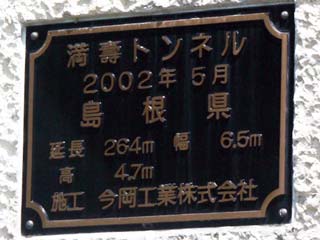 満壽トンネル
2002年5月
島根県
延長 264m 幅 6.5m
高 4.7m
施工 今岡工業株式会社